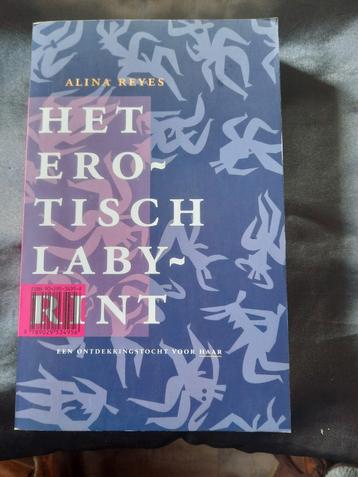 ALINA REYES
HET
ERO-
TISCH
LABY-
RINT
EEN ONTDEKKINGSTOCHT VOOR HAAR